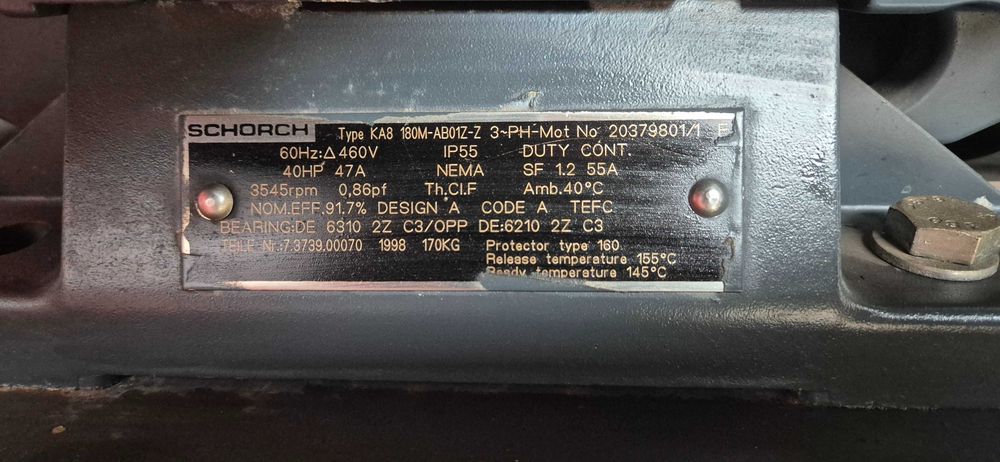 SCHORCH Type KA8 180M-AB01Z-Z 3~PH-Mot No 20379801/1 E
60Hz:Δ460V IP55 DUTY CONT.
40HP 47A NEMA SF 1.2 55A
3545rpm 0,86pf Th.Cl.F Amb.40°C
NOM.EFF.91.7% DESIGN A CODE A TEFC
BEARING:DE 6310 2Z C3/OPP DE:6210 2Z C3
TEILE Nr.:7.3739.00070 1998 170KG Protector type 160
Release temperature 155°C
Ready temperature 145°C